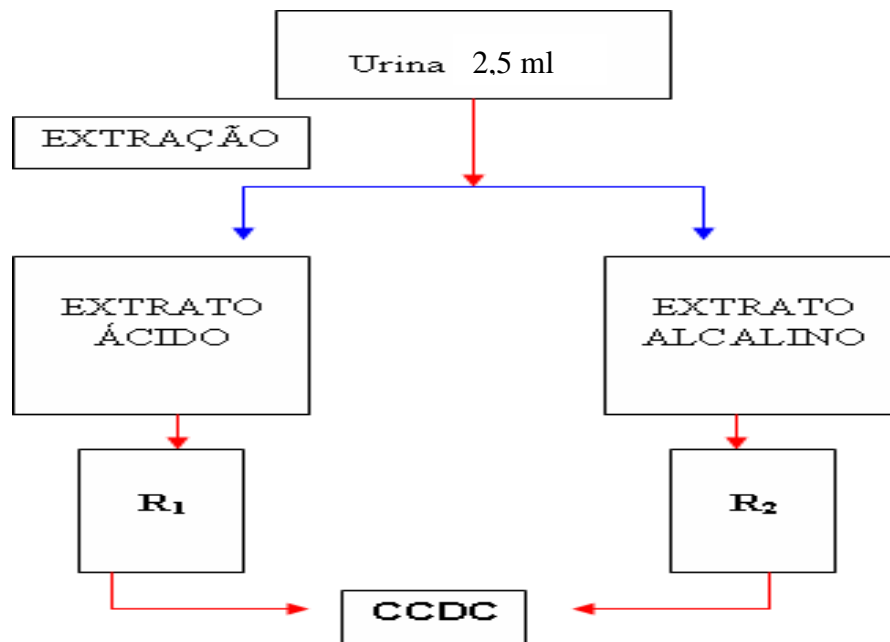 Urina 2,5 ml
EXTRAÇÃO
EXTRATO
ÁCIDO
EXTRATO
ALCALINO
R₁
R₂
CCDC